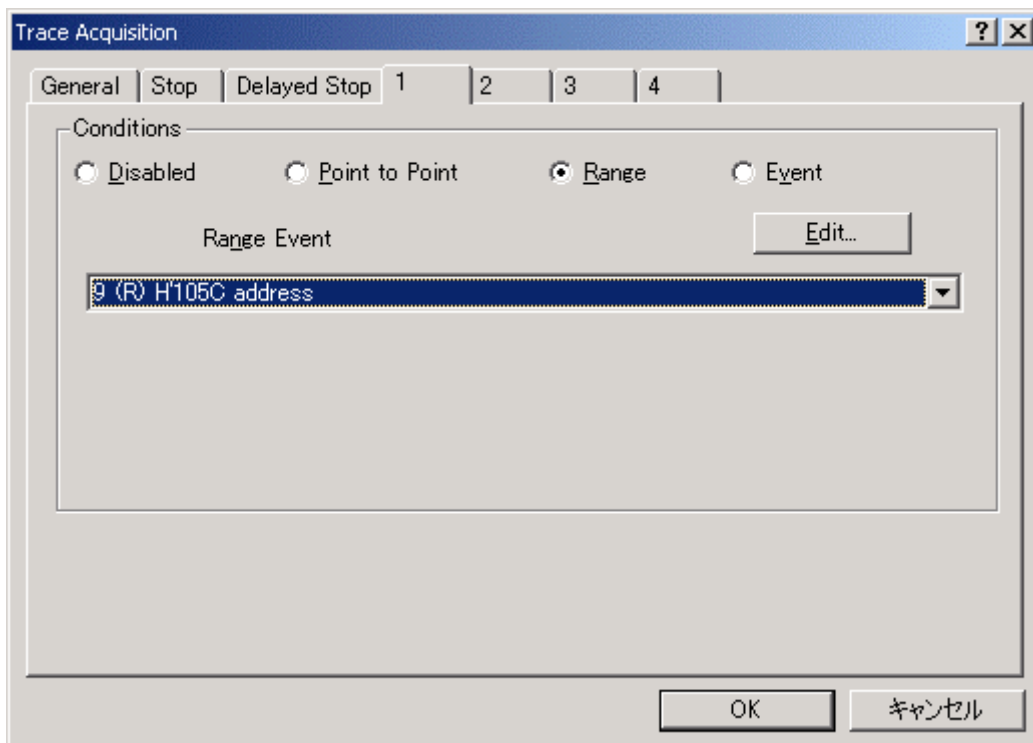 Trace Acquisition
General Stop Delayed Stop 1 2 3 4
Conditions
Disabled Point to Point Range Event
Range Event Edit...
9 (R) H'105C address
OK キャンセル